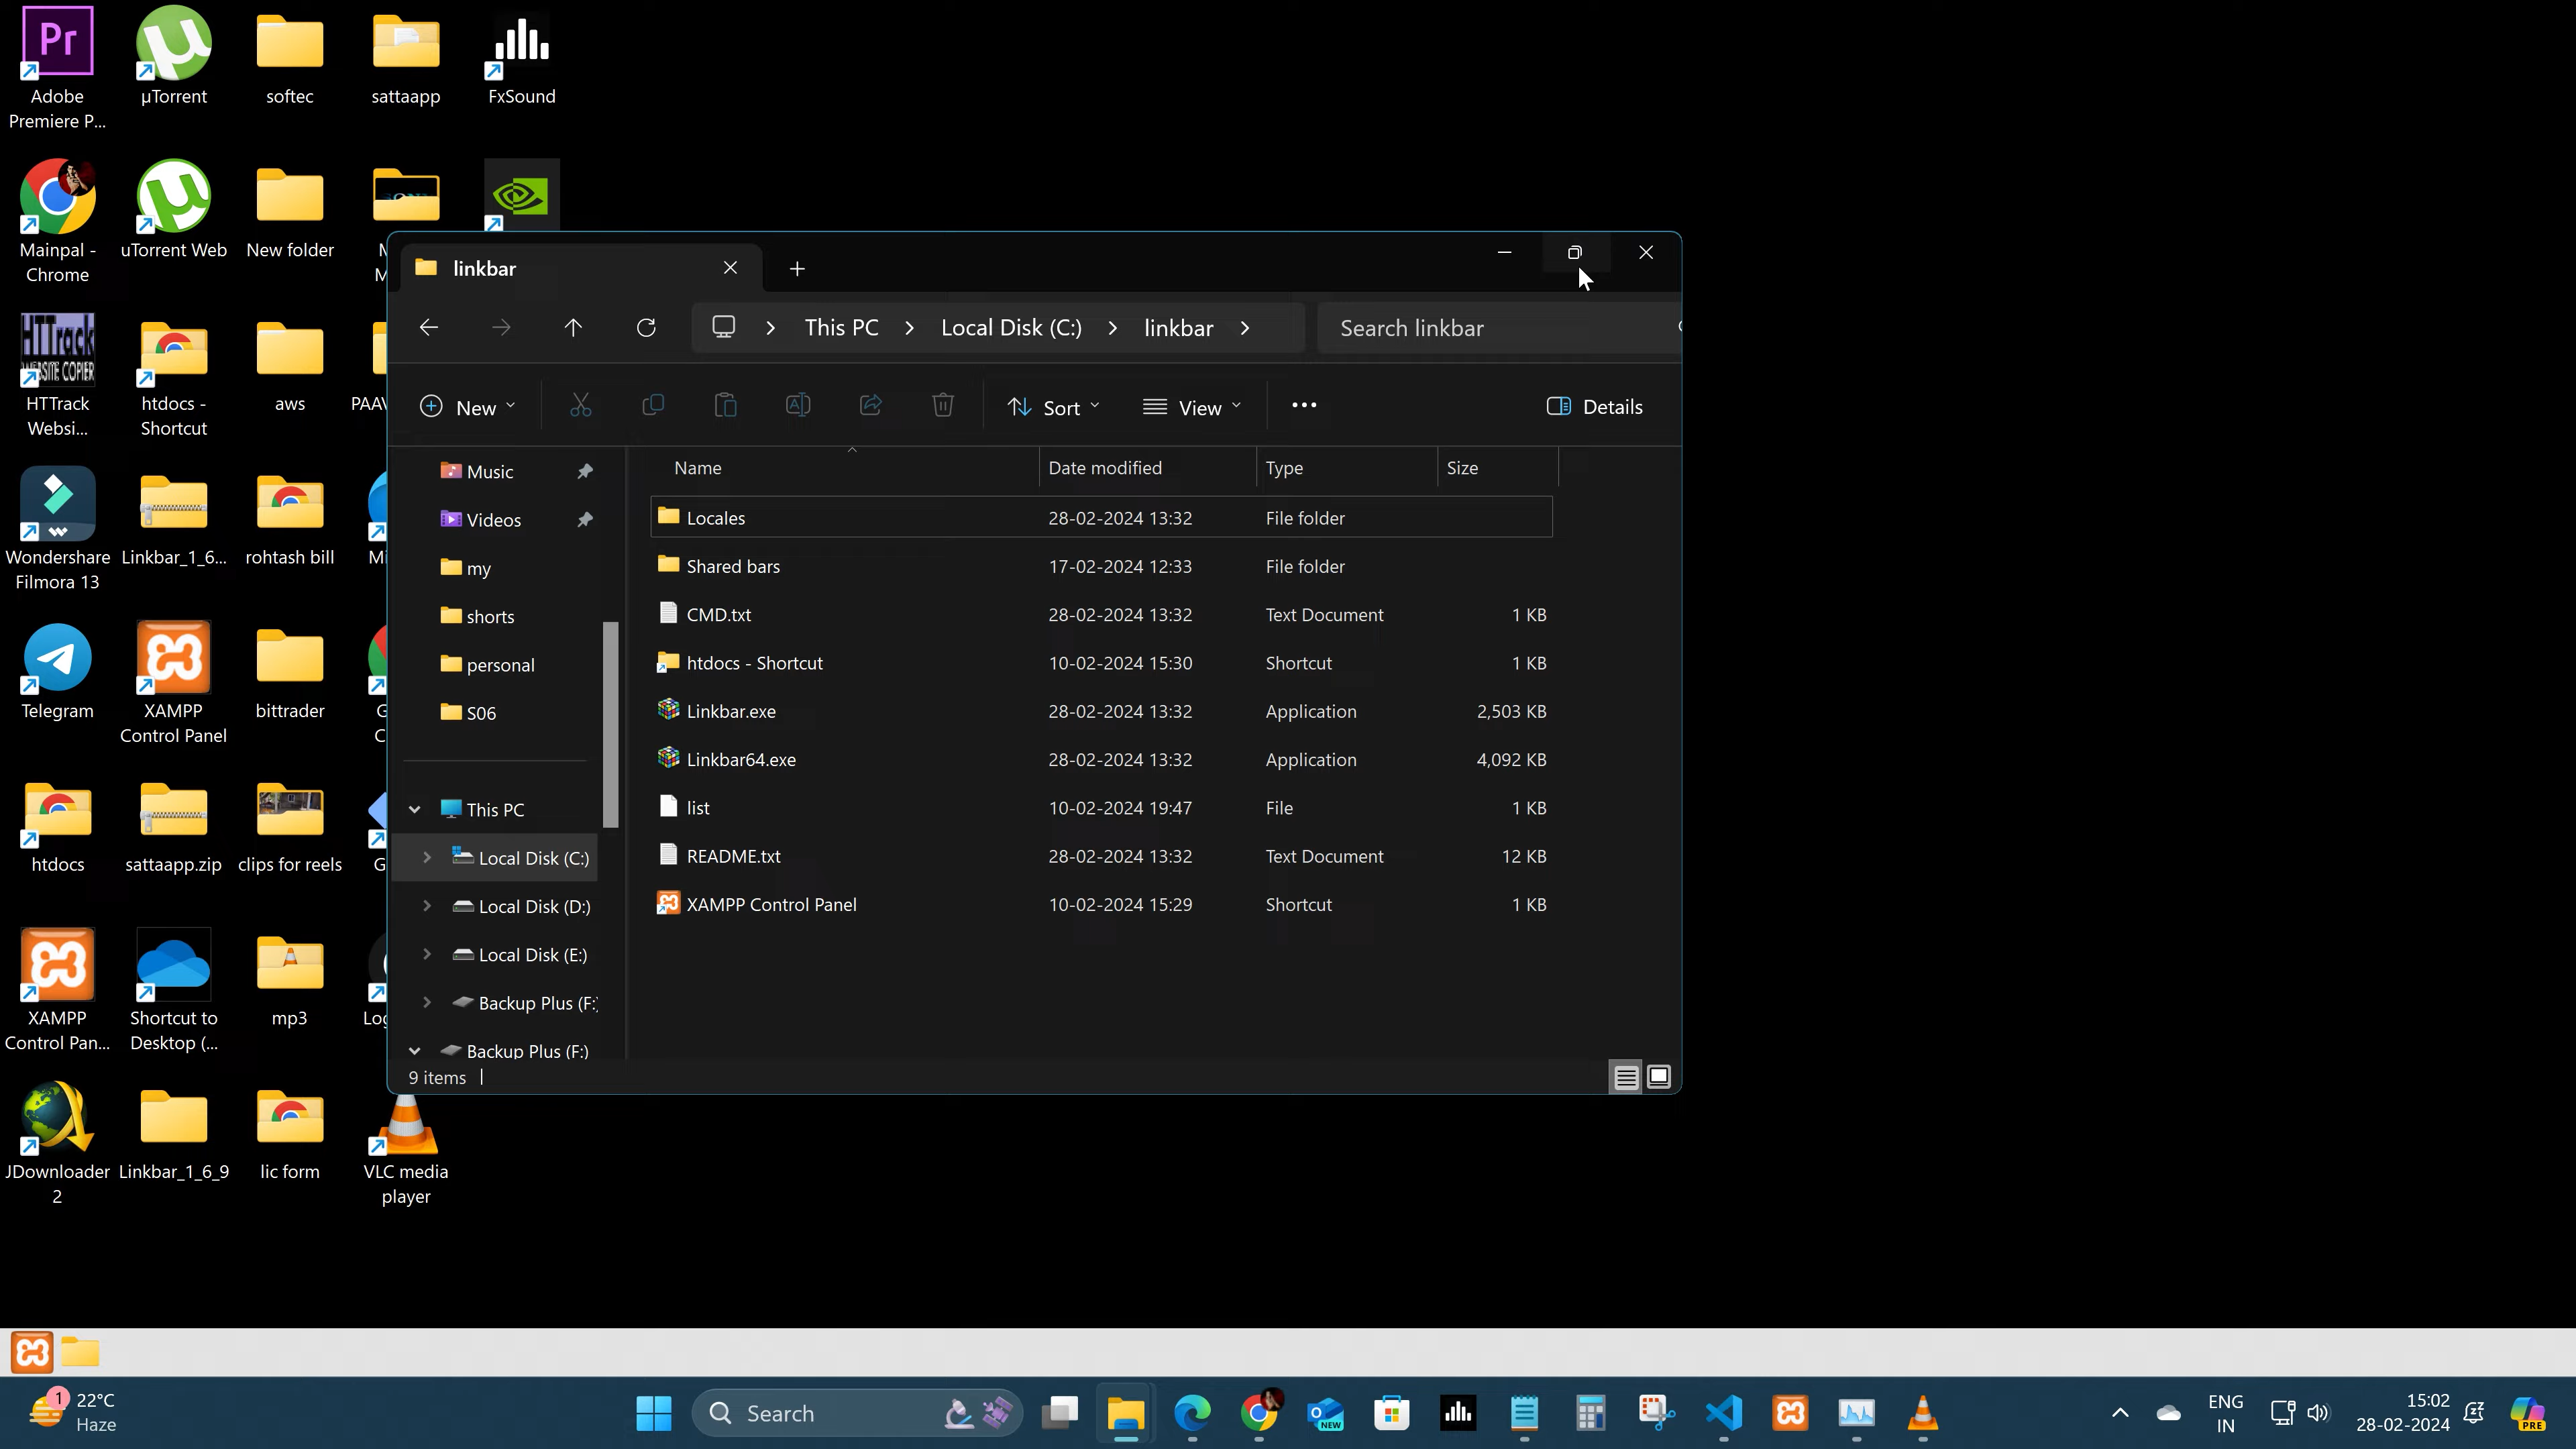 Adobe
Premiere P...
µTorrent
softec
sattaapp
FxSound
Mainpal -
Chrome
uTorrent Web
New folder
HTTrack
Websi...
htdocs -
Shortcut
aws
Wondershare
Filmora 13
Linkbar_1_6...
rohtash bill
Telegram
XAMPP
Control Panel
bittrader
htdocs
sattaapp.zip
clips for reels
XAMPP
Control Pan...
Shortcut to
Desktop (...
mp3
JDownloader
2
Linkbar_1_6_9
lic form
VLC media
player
linkbar
This PC > Local Disk (C:) > linkbar >
Search linkbar
New
Sort
View
Details
Music
Videos
my
shorts
personal
S06
This PC
Local Disk (C:)
Local Disk (D:)
Local Disk (E:)
Backup Plus (F:)
Backup Plus (F:)
Name Date modified Type Size
Locales 28-02-2024 13:32 File folder
Shared bars 17-02-2024 12:33 File folder
CMD.txt 28-02-2024 13:32 Text Document 1 KB
htdocs - Shortcut 10-02-2024 15:30 Shortcut 1 KB
Linkbar.exe 28-02-2024 13:32 Application 2,503 KB
Linkbar64.exe 28-02-2024 13:32 Application 4,092 KB
list 10-02-2024 19:47 File 1 KB
README.txt 28-02-2024 13:32 Text Document 12 KB
XAMPP Control Panel 10-02-2024 15:29 Shortcut 1 KB
9 items
1
22°C
Haze
Search
NEW
ENG
IN
15:02
28-02-2024
PRE